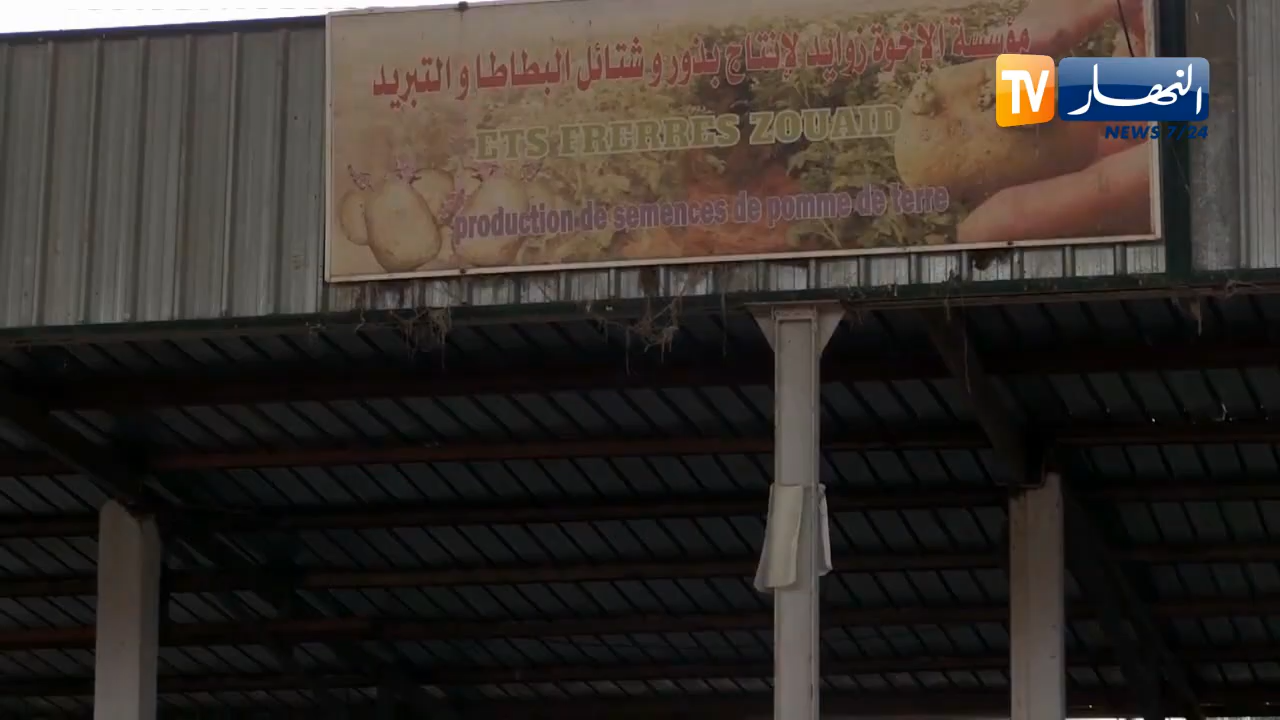 مؤسسة الإخوة زوايد لإنتاج بذور و شتائل البطاطا و التبريد
ETS FRERRES ZOUAID
production de semences de pomme de terre
TV النهار
NEWS 7/24